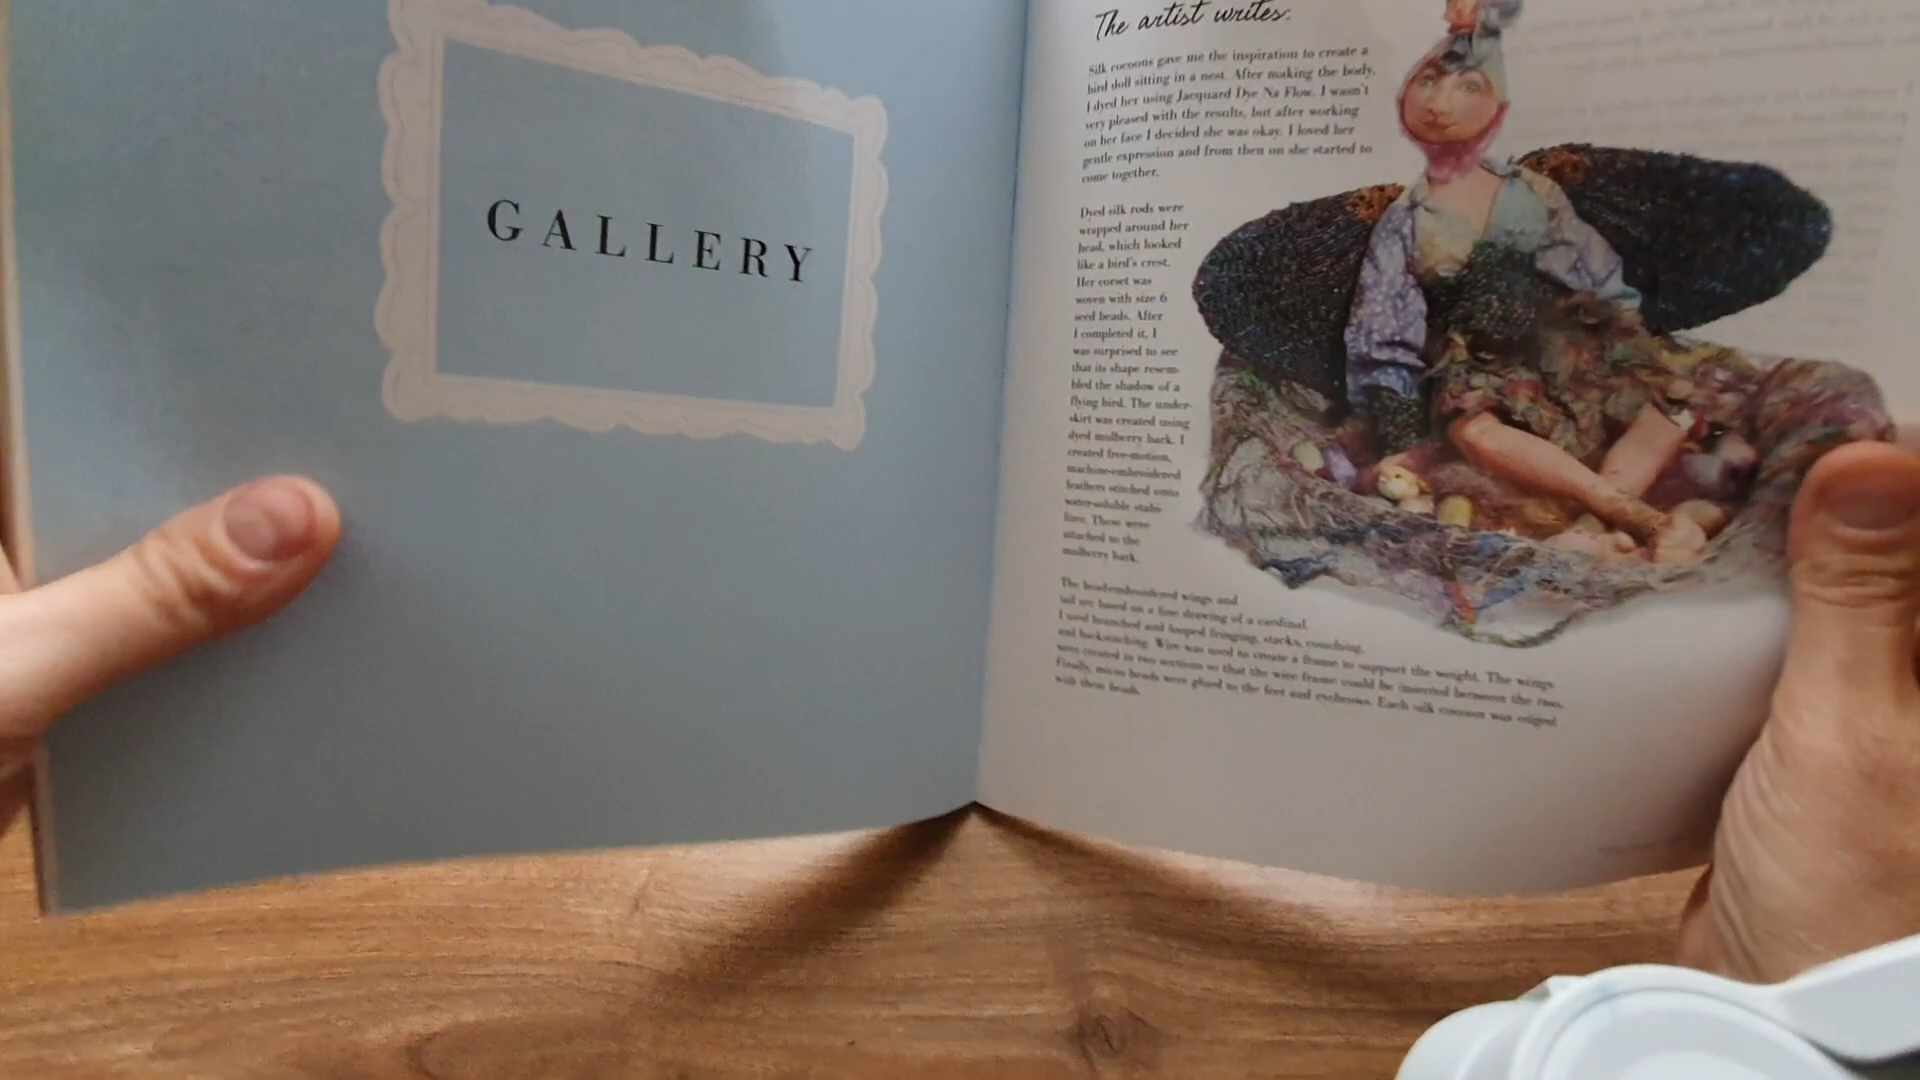 GALLERY
The artist writes:
Silk cocoons gave me the inspiration to create a
bird doll sitting in a nest. After making the body,
I dyed her using Jacquard Dye Na Flow. I wasn't
very pleased with the results, but after working
on her face I decided she was okay. I loved her
gentle expression and from then on she started to
come together.
Dyed silk rods were
wrapped around her
head, which looked
like a bird's crest.
Her corset was
woven with size 6
seed beads. After
I completed it, I
was surprised to see
that its shape resem-
bled the shadow of a
flying bird. The under-
skirt was created using
dyed mulberry bark. I
created free-motion,
machine-embroidered
feathers stitched onto
water-soluble stabi-
lizer. These were
attached to the
mulberry bark.
The bead-embroidered wings and
tail are based on a line drawing of a cardinal.
I used branched and looped fringing, stacks, couching,
and backstitching. Wire was used to create a frame to support the weight. The wings
were created in two sections so that the wire frame could be inserted between the two.
Finally, micro beads were glued to the feet and eyebrows. Each silk cocoon was edged
with these beads.